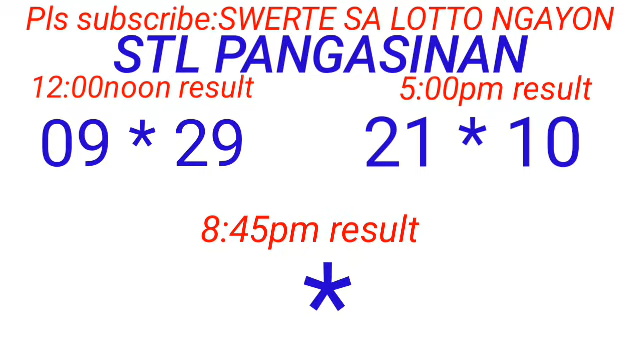 Pls subscribe:SWERTE SA LOTTO NGAYON
STL PANGASINAN
12:00noon result
09 * 29
5:00pm result
21 * 10
8:45pm result
*